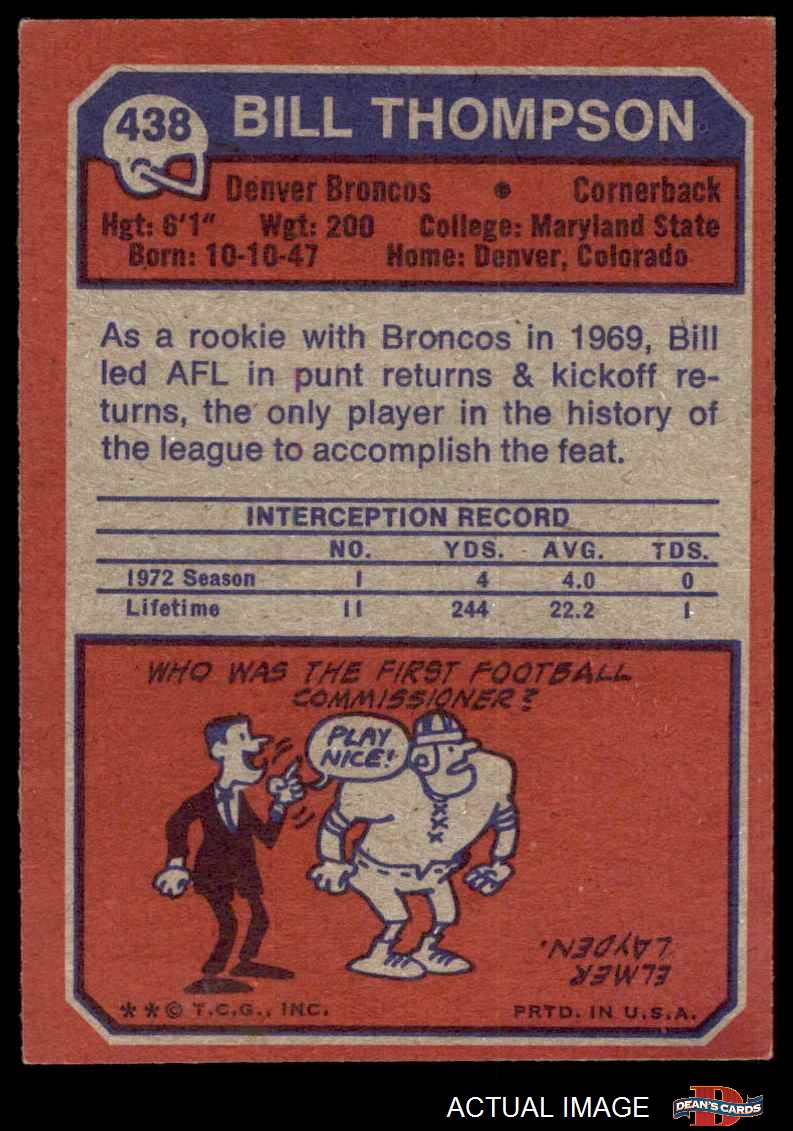 438 BILL THOMPSON
Denver Broncos • Cornerback
Hgt: 6'1" Wgt: 200 College: Maryland State
Born: 10-10-47 Home: Denver, Colorado
As a rookie with Broncos in 1969, Bill
led AFL in punt returns & kickoff re-
turns, the only player in the history of
the league to accomplish the feat.
INTERCEPTION RECORD
NO. YDS. AVG. TDS.
1972 Season 1 4 4.0 0
Lifetime 11 244 22.2 1
WHO WAS THE FIRST FOOTBALL
COMMISSIONER?
PLAY
NICE!
ELMER
LAYDEN.
**© T.C.G., INC. PRTD. IN U.S.A.
ACTUAL IMAGE
D
DEAN'S CARDS